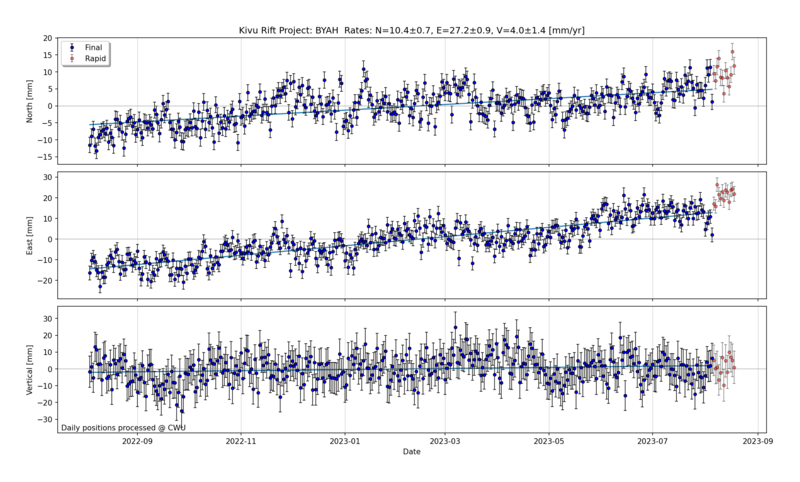 Kivu Rift Project: BYAH  Rates: N=10.4±0.7, E=27.2±0.9, V=4.0±1.4 [mm/yr]
Final
Rapid
North [mm]
20
15
10
5
0
−5
−10
−15
East [mm]
30
20
10
0
−10
−20
Vertical [mm]
30
20
10
0
−10
−20
−30
Daily positions processed @ CWU
2022-09 2022-11 2023-01 2023-03 2023-05 2023-07 2023-09
Date